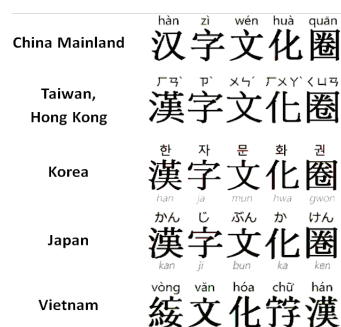 hàn zì wén huà quān
China Mainland 汉字文化圈
ㄏㄢˋ ㄗˋ ㄨㄣˊ ㄏㄨㄚˋ ㄑㄩㄢ
Taiwan, Hong Kong 漢字文化圈
한 자 문 화 권
Korea 漢字文化圈
han ja mun hwa gwon
かん じ ぶん か けん
Japan 漢字文化圏
kan ji bun ka ken
vòng văn hóa chữ hán
Vietnam 文化漢